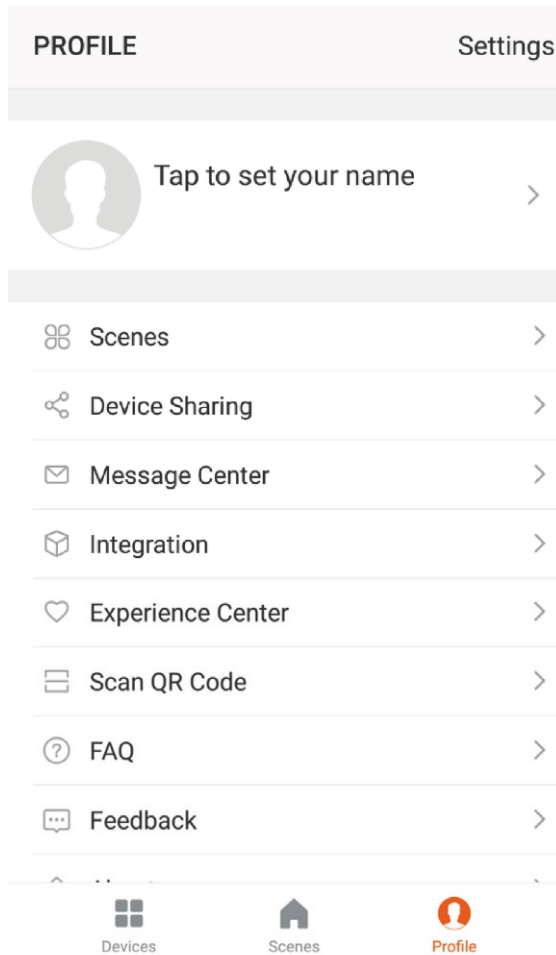 PROFILE Settings
Tap to set your name
Scenes
Device Sharing
Message Center
Integration
Experience Center
Scan QR Code
FAQ
Feedback
Devices Scenes Profile